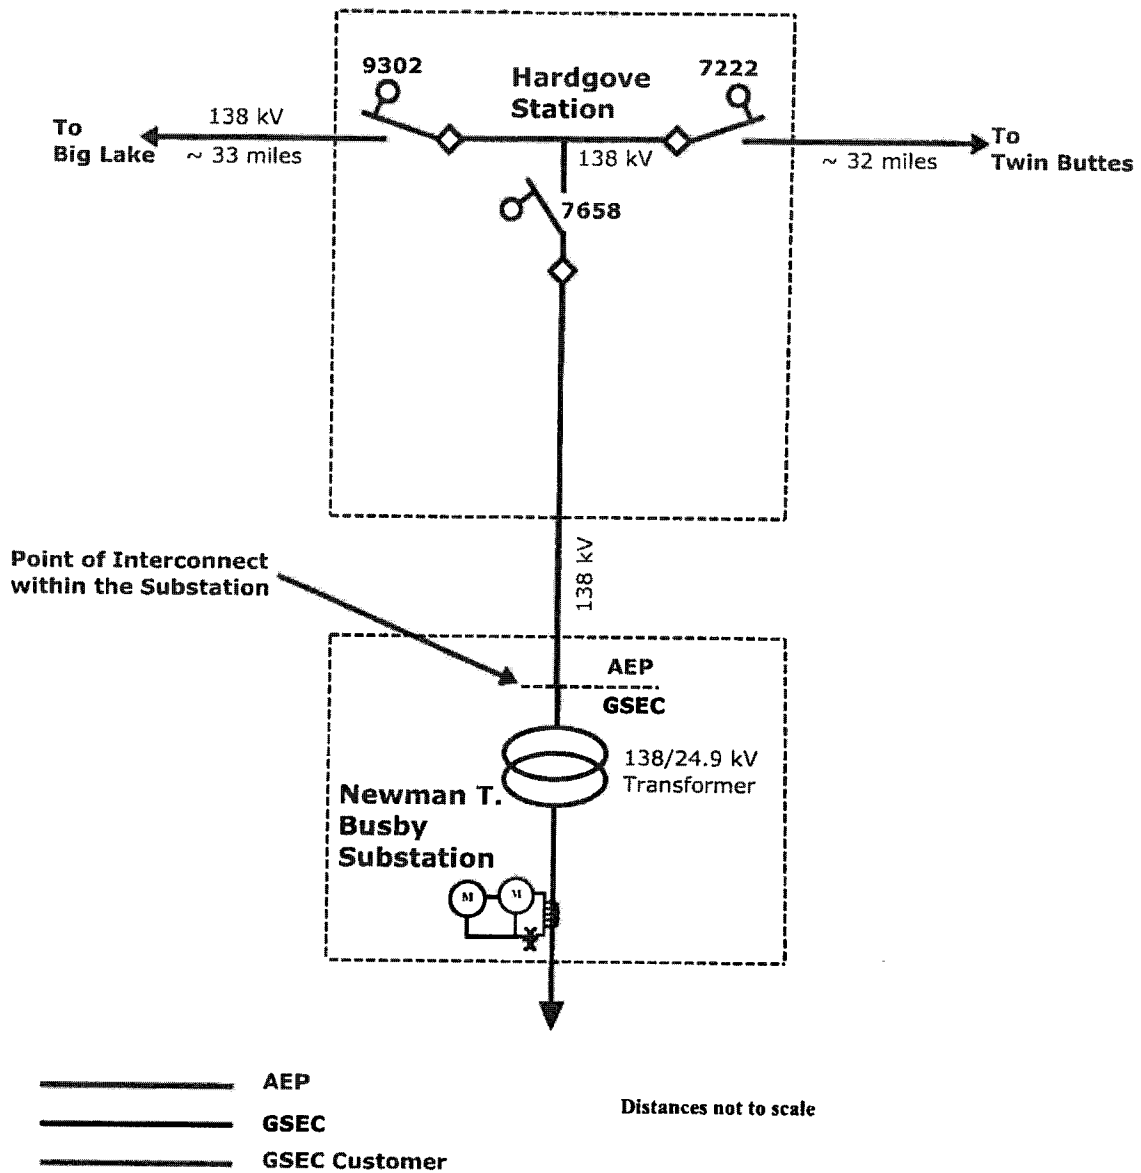 9302
Hardgove
Station
7222
To
Big Lake
138 kV
~ 33 miles
138 kV
~ 32 miles
To
Twin Buttes
7658
Point of Interconnect
within the Substation
138 kV
AEP
GSEC
138/24.9 kV
Transformer
Newman T.
Busby
Substation
M
M
AEP
GSEC
GSEC Customer
Distances not to scale